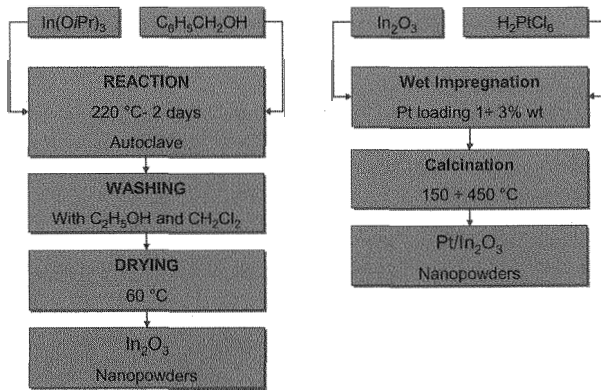 In(OiPr)3
C6H5CH2OH
REACTION
220 °C- 2 days
Autoclave
WASHING
With C2H5OH and CH2Cl2
DRYING
60 °C
In2O3
Nanopowders
In2O3
H2PtCl6
Wet Impregnation
Pt loading 1÷ 3% wt
Calcination
150 ÷ 450 °C
Pt/In2O3
Nanopowders